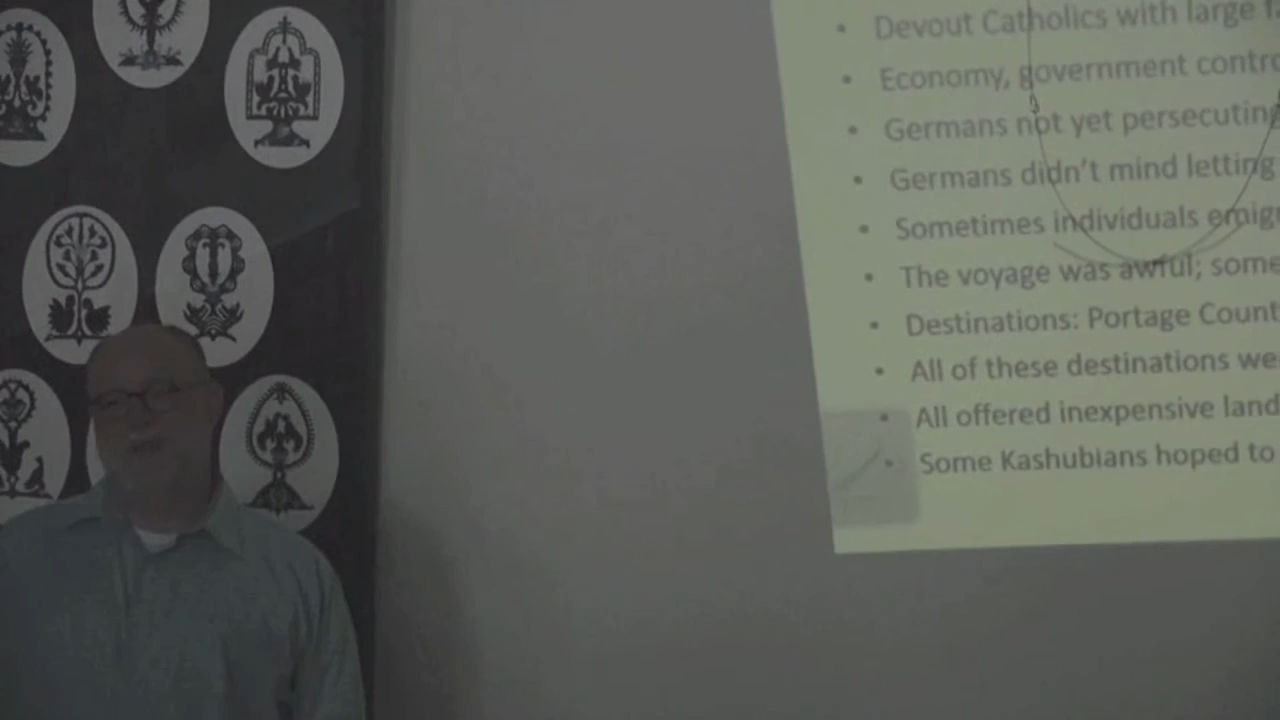 • Devout Catholics with large
• Economy, government contro
• Germans not yet persecuting
• Germans didn't mind letting
• Sometimes individuals emig
• The voyage was awful; some
• Destinations: Portage Count
• All of these destinations we
• All offered inexpensive land
• Some Kashubians hoped to